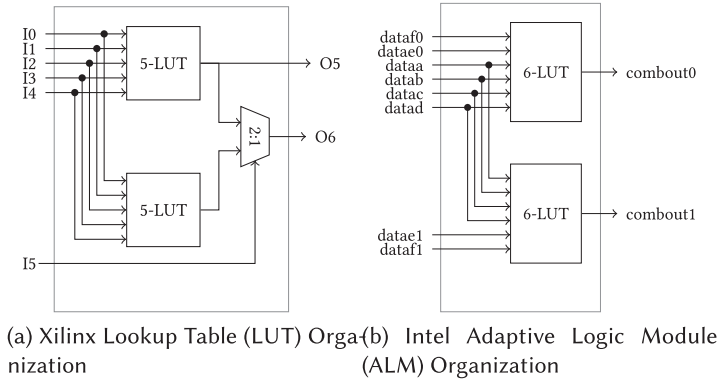 I0
I1
I2
I3
I4
5-LUT
O5
2:1
O6
5-LUT
I5
(a) Xilinx Lookup Table (LUT) Orga-
nization
dataf0
datae0
dataa
datab
datac
datad
6-LUT
combout0
6-LUT
combout1
datae1
dataf1
(b) Intel Adaptive Logic Module
(ALM) Organization